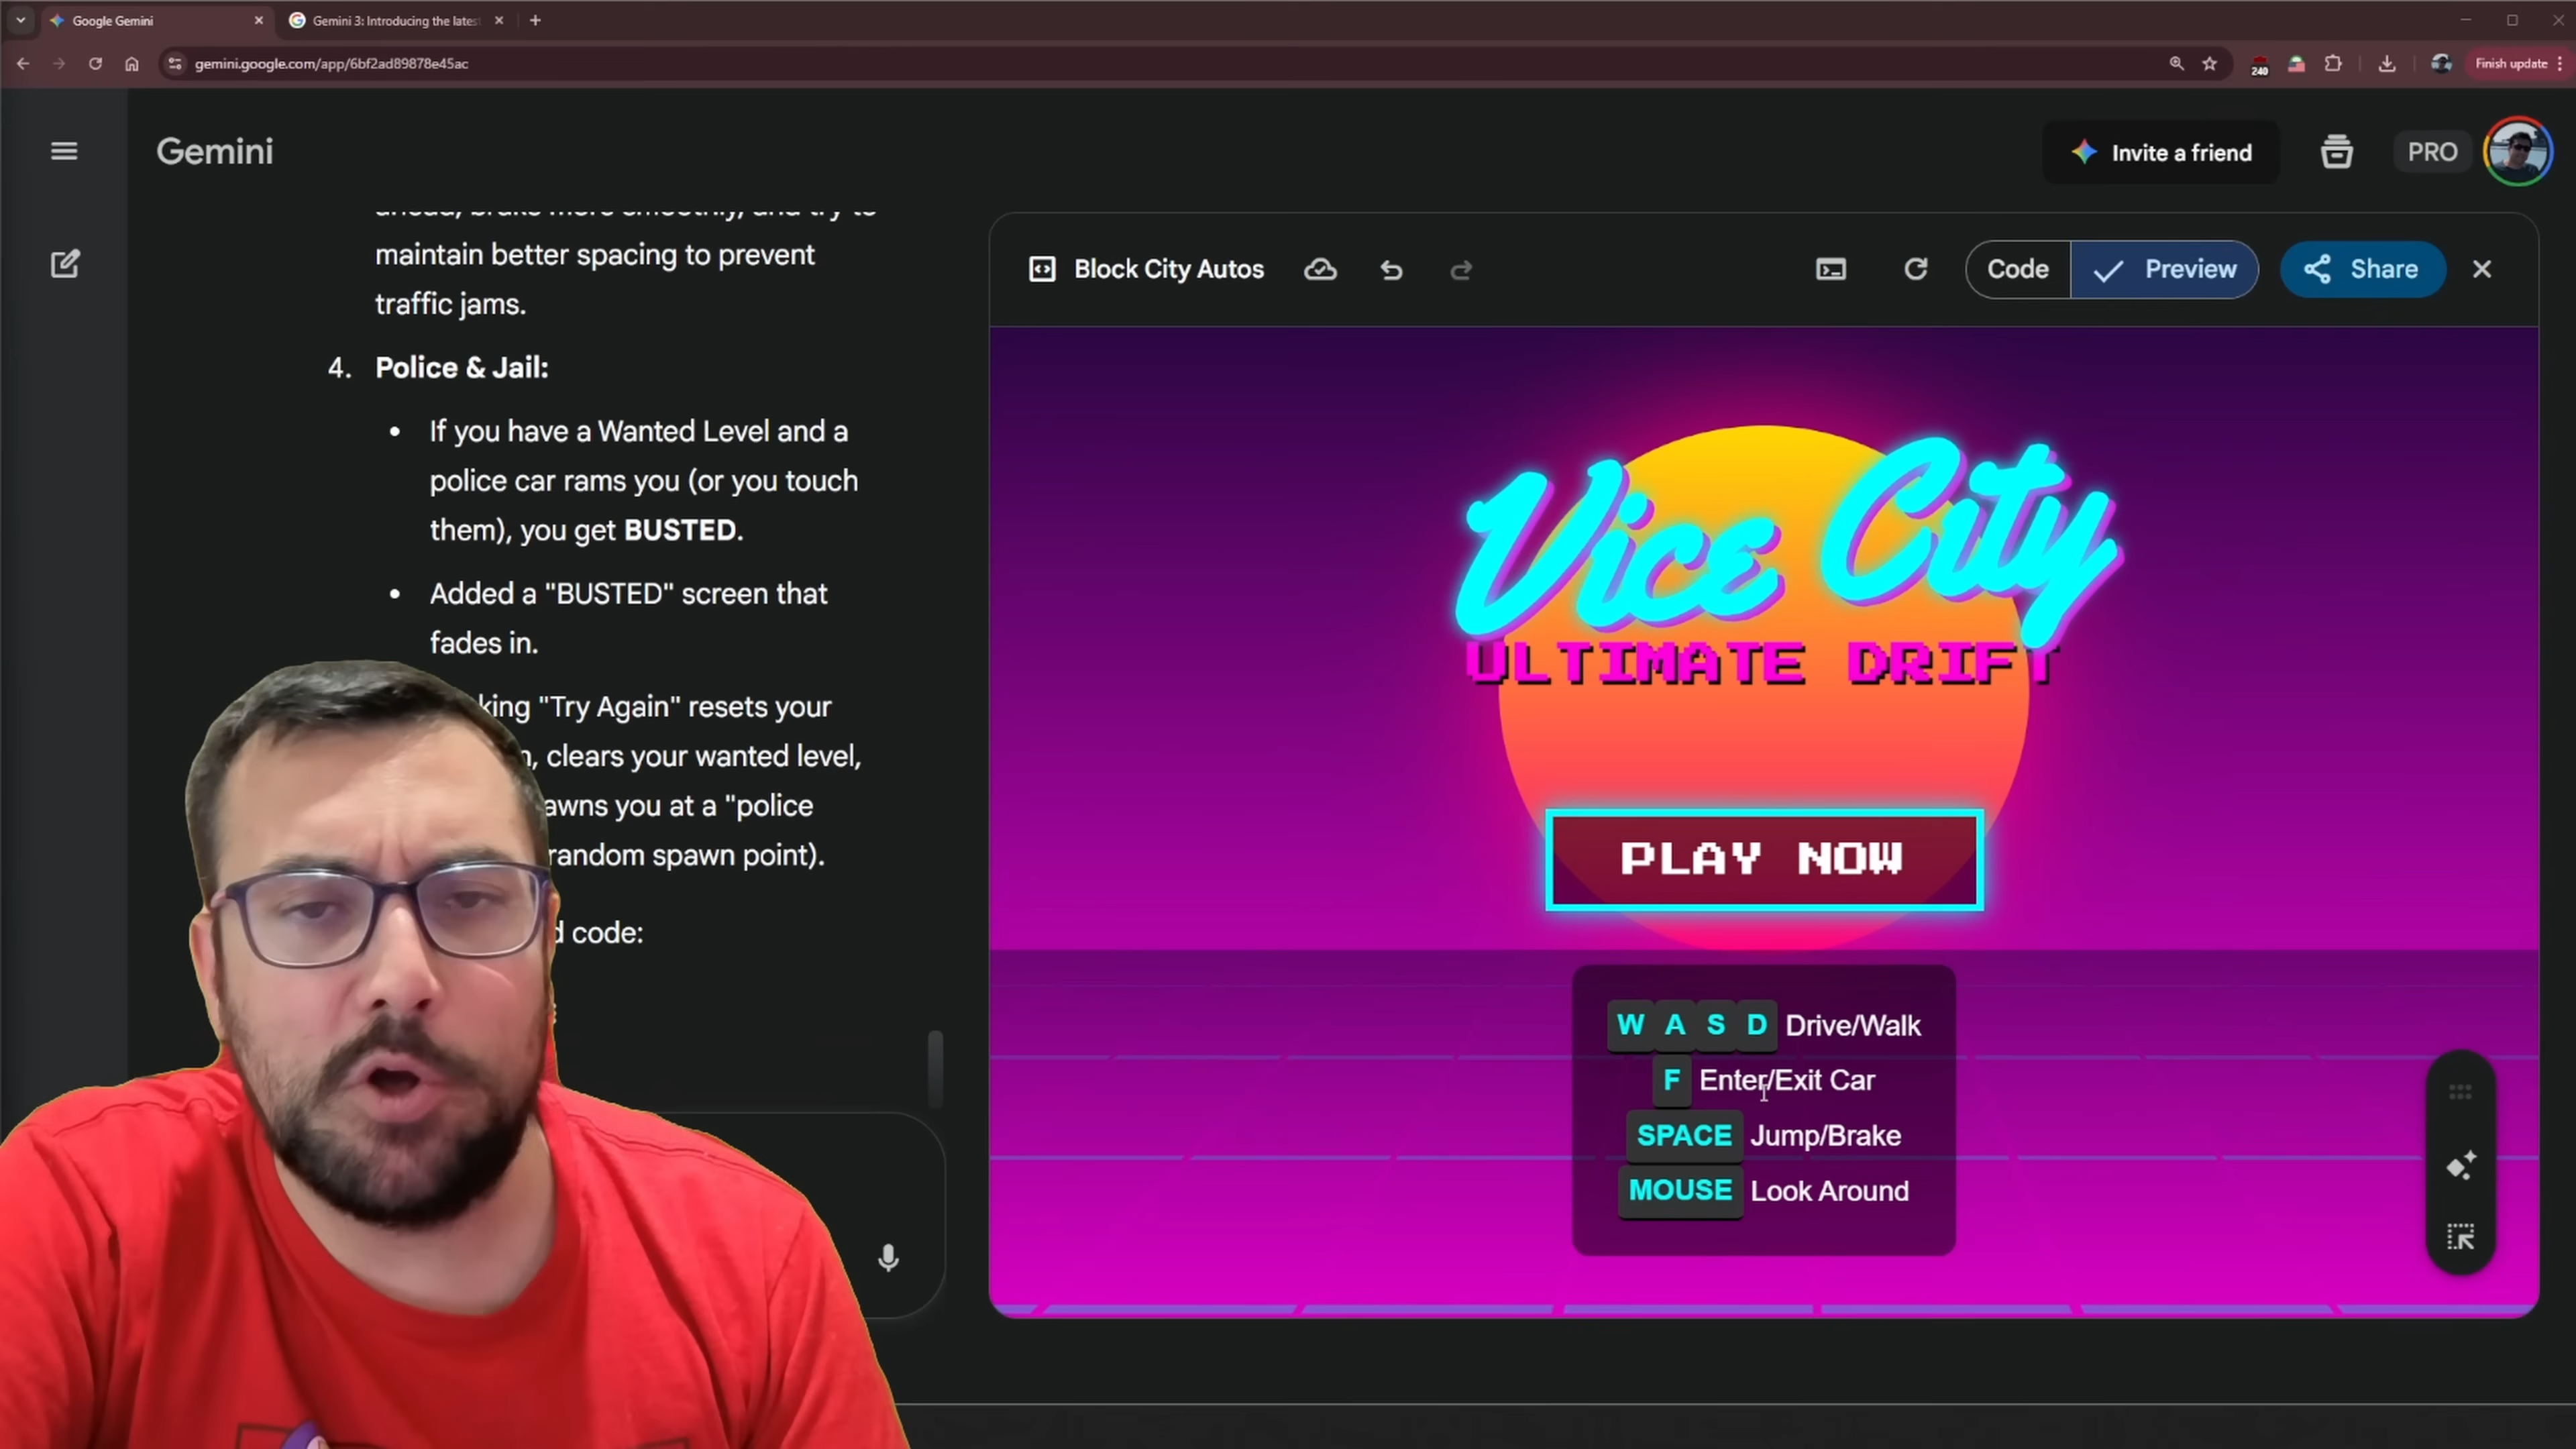 Google Gemini
Gemini 3: Introducing the lates
gemini.google.com/app/6bf2ad89878e45ac
240
Finish update
Gemini
Invite a friend
PRO
maintain better spacing to prevent
traffic jams.
4. Police & Jail:
• If you have a Wanted Level and a
police car rams you (or you touch
them), you get BUSTED.
• Added a "BUSTED" screen that
fades in.
"Try Again" resets your
clears your wanted level,
you at a "police
random spawn point).
code:
Block City Autos
Code
Preview
Share
Vice City
ULTIMATE DRIFT
PLAY NOW
W A S D Drive/Walk
F Enter/Exit Car
SPACE Jump/Brake
MOUSE Look Around